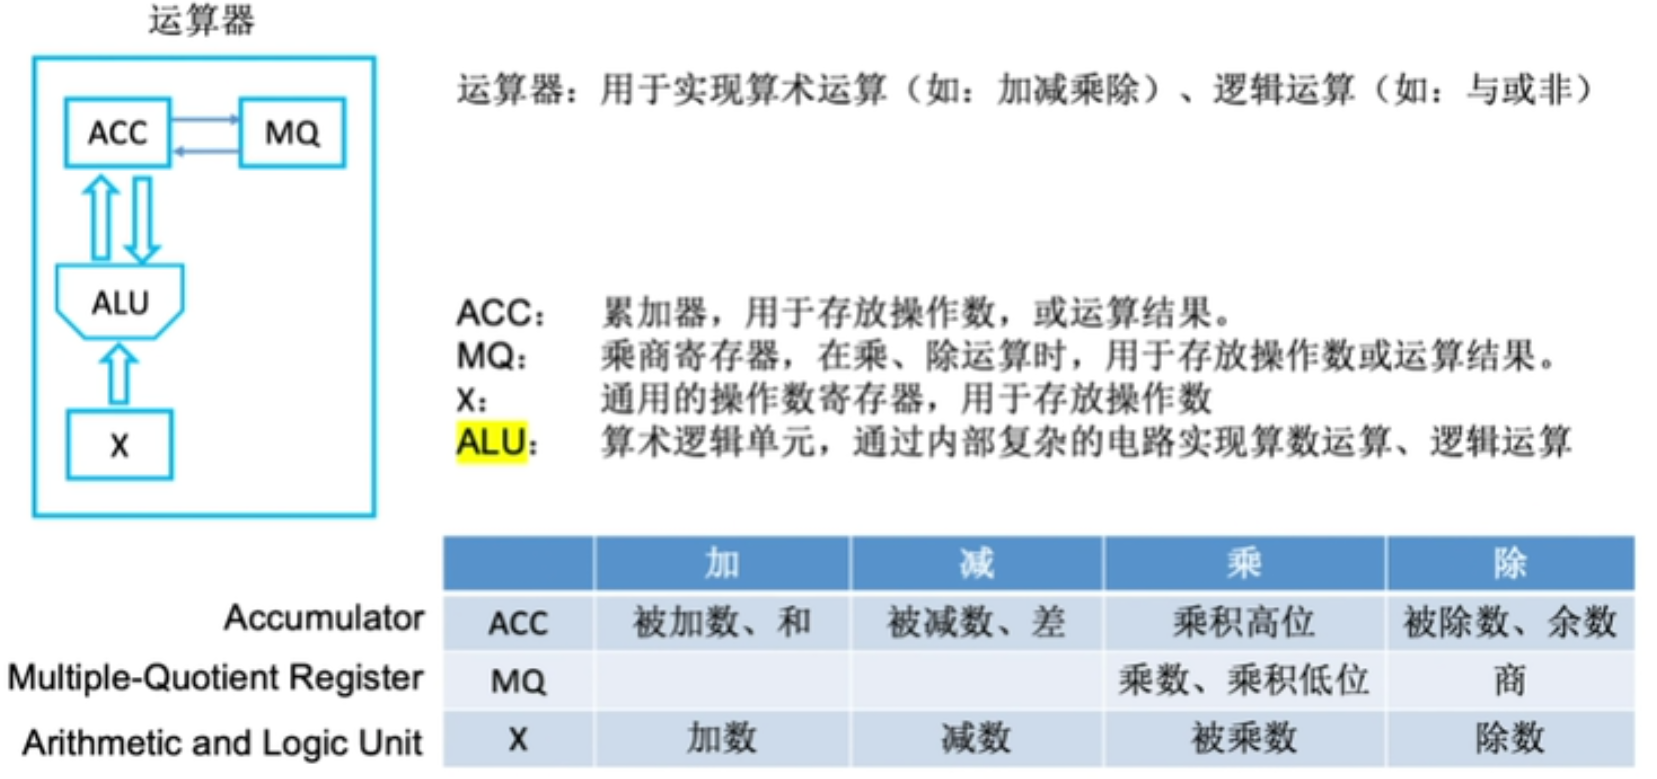 运算器
ACC
MQ
ALU
X
运算器：用于实现算术运算（如：加减乘除）、逻辑运算（如：与或非）
ACC： 累加器，用于存放操作数，或运算结果。
MQ： 乘商寄存器，在乘、除运算时，用于存放操作数或运算结果。
X： 通用的操作数寄存器，用于存放操作数
ALU： 算术逻辑单元，通过内部复杂的电路实现算数运算、逻辑运算
加 减 乘 除
Accumulator ACC 被加数、和 被减数、差 乘积高位 被除数、余数
Multiple-Quotient Register MQ 乘数、乘积低位 商
Arithmetic and Logic Unit X 加数 减数 被乘数 除数